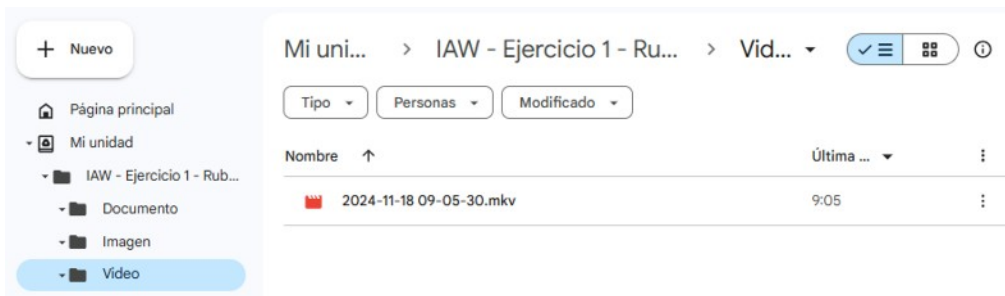 Nuevo
Página principal
Mi unidad
IAW - Ejercicio 1 - Rub...
Documento
Imagen
Video
Mi uni... > IAW - Ejercicio 1 - Ru... > Vid...
Tipo Personas Modificado
Nombre Última ...
2024-11-18 09-05-30.mkv 9:05